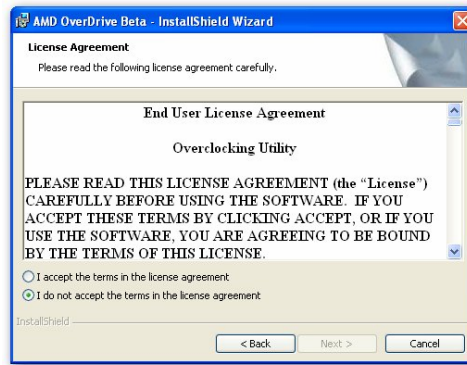 AMD OverDrive Beta - InstallShield Wizard
License Agreement
Please read the following license agreement carefully.
End User License Agreement
Overclocking Utility
PLEASE READ THIS LICENSE AGREEMENT (the “License”)
CAREFULLY BEFORE USING THE SOFTWARE. IF YOU
ACCEPT THESE TERMS BY CLICKING ACCEPT, OR IF YOU
USE THE SOFTWARE, YOU ARE AGREEING TO BE BOUND
BY THE TERMS OF THIS LICENSE.
I accept the terms in the license agreement
I do not accept the terms in the license agreement
InstallShield
< Back Next > Cancel